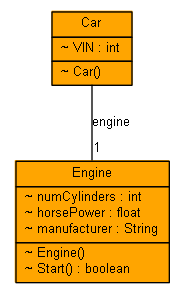 Car
~ VIN : int
~ Car()
engine
1
Engine
~ numCylinders : int
~ horsePower : float
~ manufacturer : String
~ Engine()
~ Start() : boolean